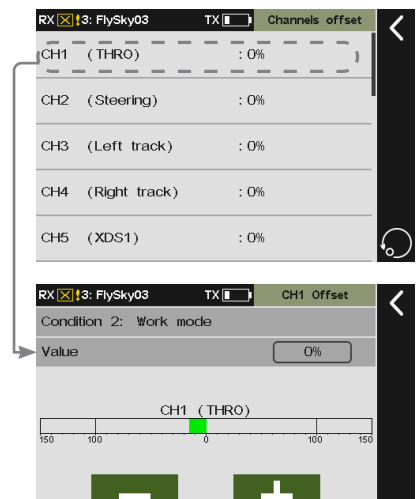 RX !3: FlySky03 TX Channels offset
CH1 (THRO) : 0%
CH2 (Steering) : 0%
CH3 (Left track) : 0%
CH4 (Right track) : 0%
CH5 (XDS1) : 0%
RX !3: FlySky03 TX CH1 Offset
Condition 2: Work mode
Value 0%
CH1 (THRO)
150 100 0 100 150